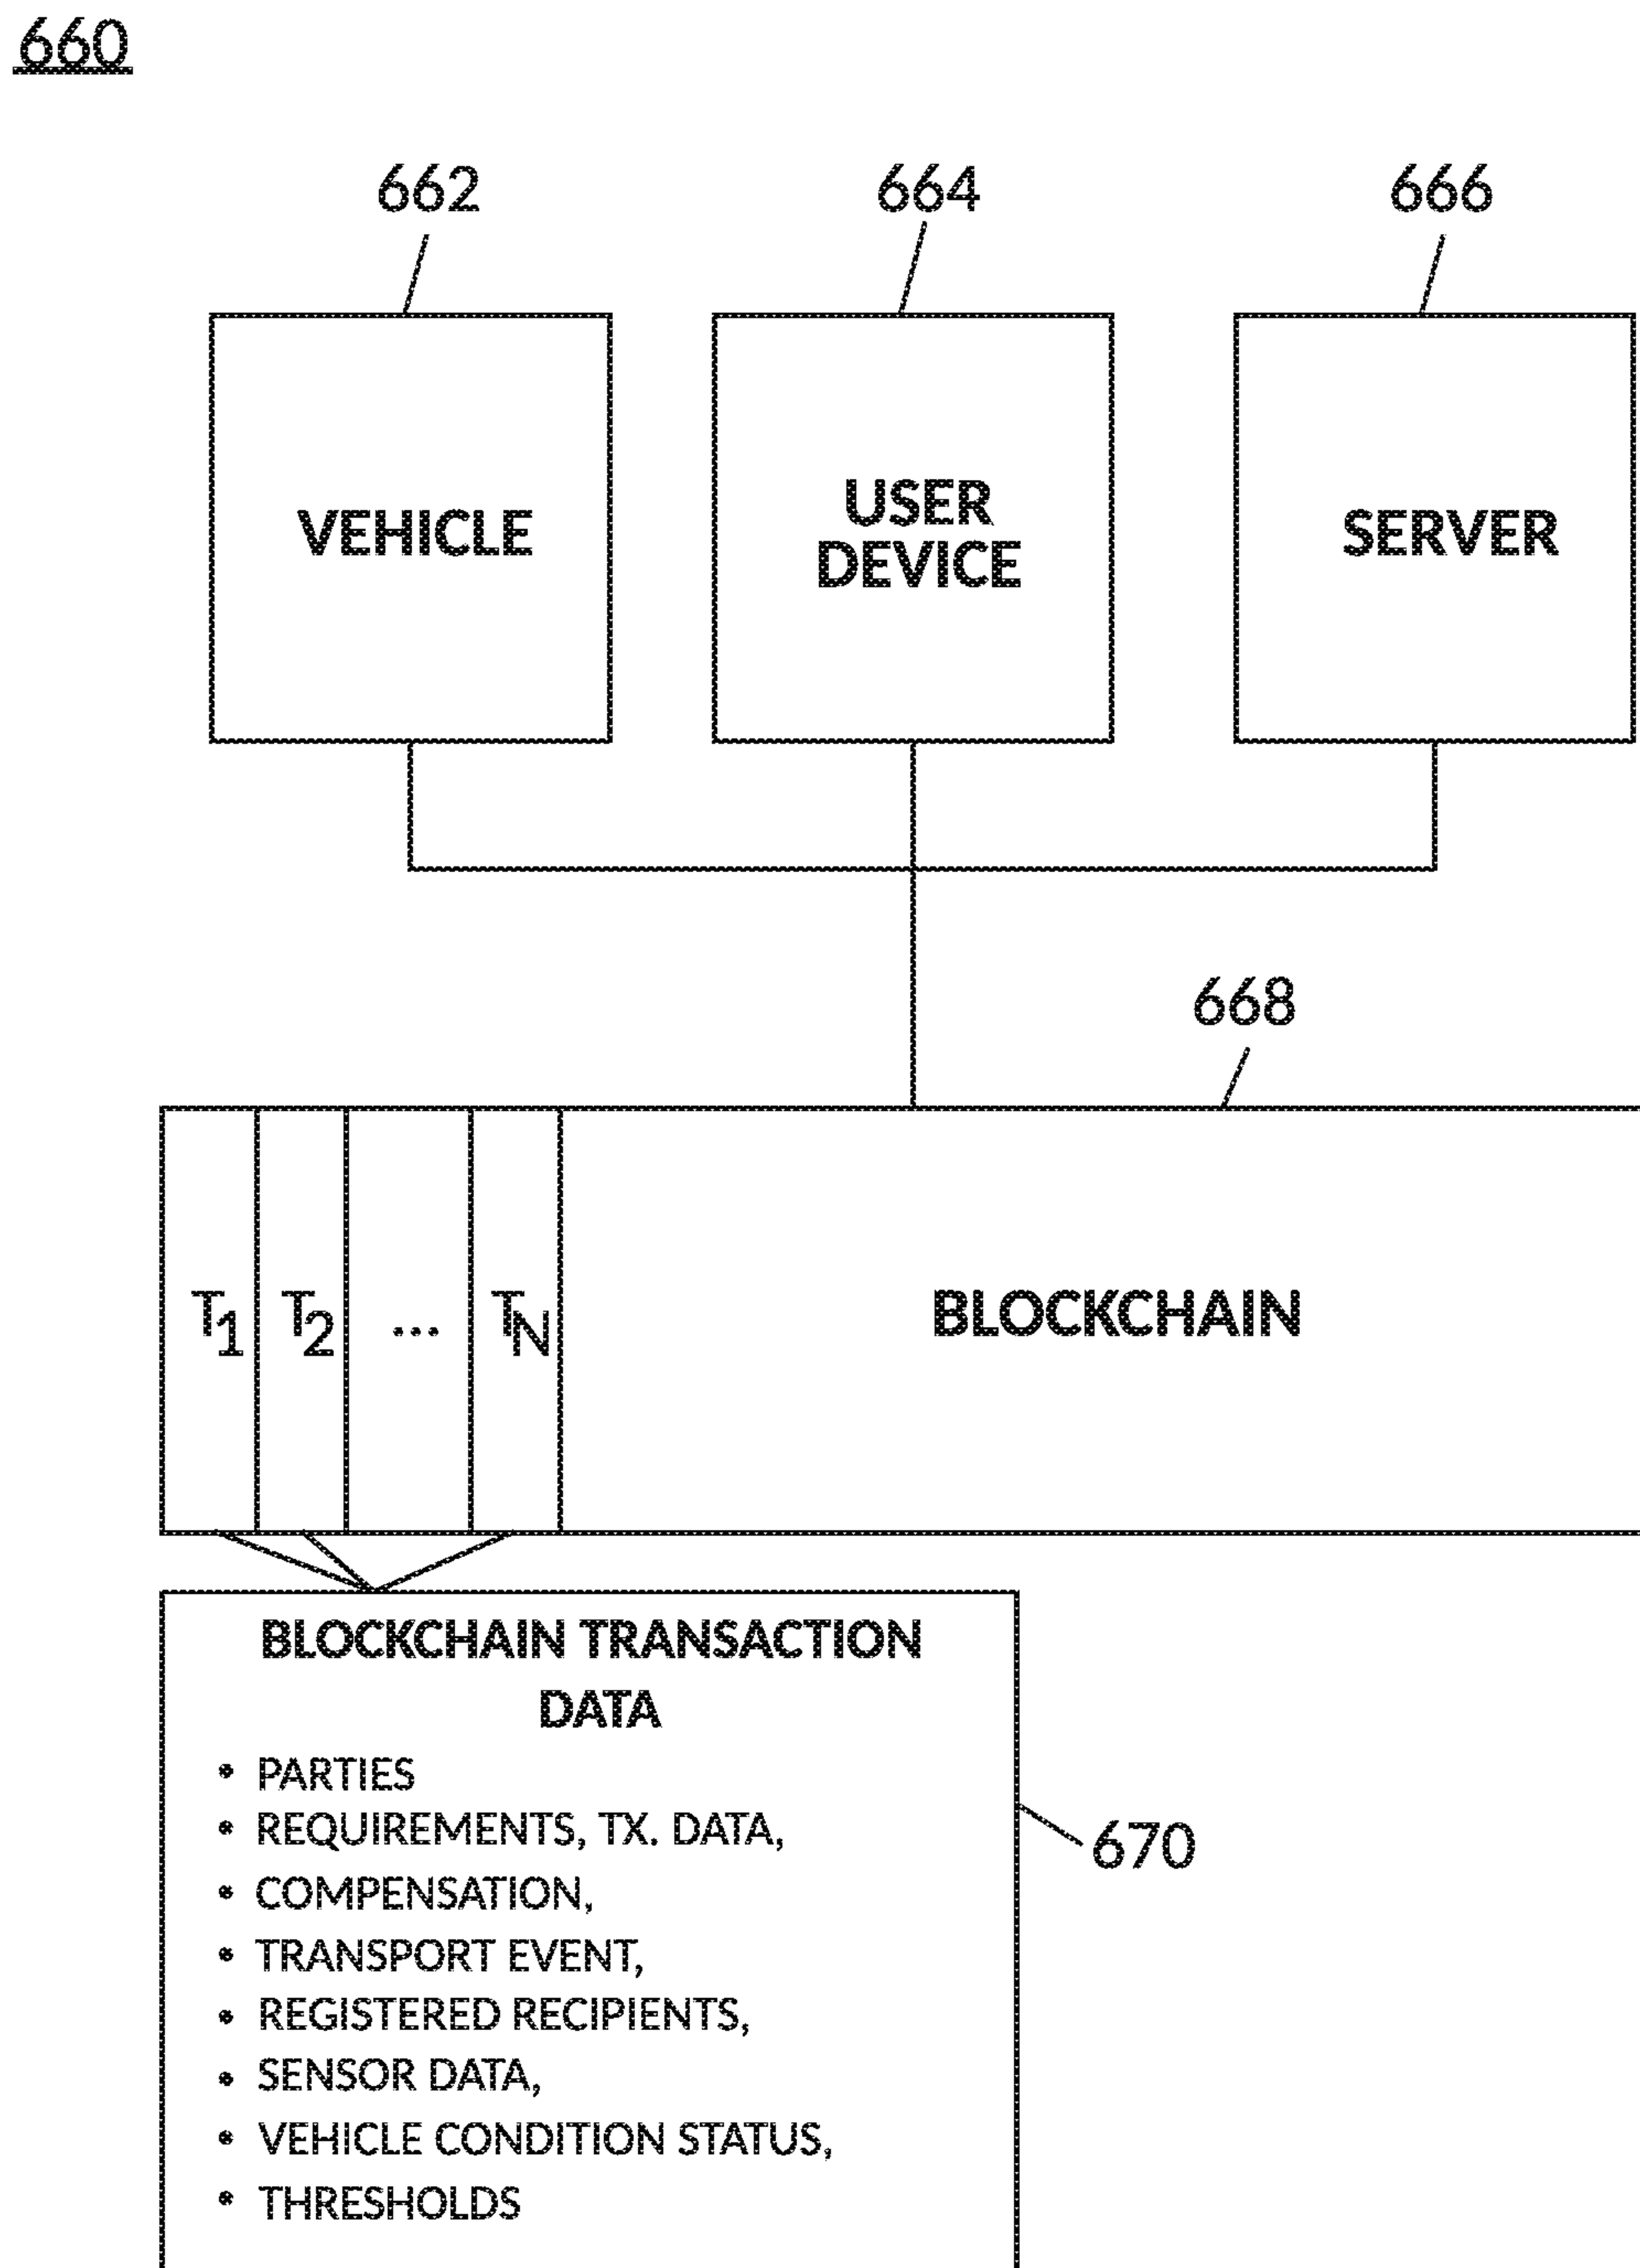 660
662 664 666
VEHICLE
USER
DEVICE
SERVER
668
T1 T2 ... TN
BLOCKCHAIN
BLOCKCHAIN TRANSACTION
DATA
• PARTIES
• REQUIREMENTS, TX. DATA,
• COMPENSATION,
• TRANSPORT EVENT,
• REGISTERED RECIPIENTS,
• SENSOR DATA,
• VEHICLE CONDITION STATUS,
• THRESHOLDS
670